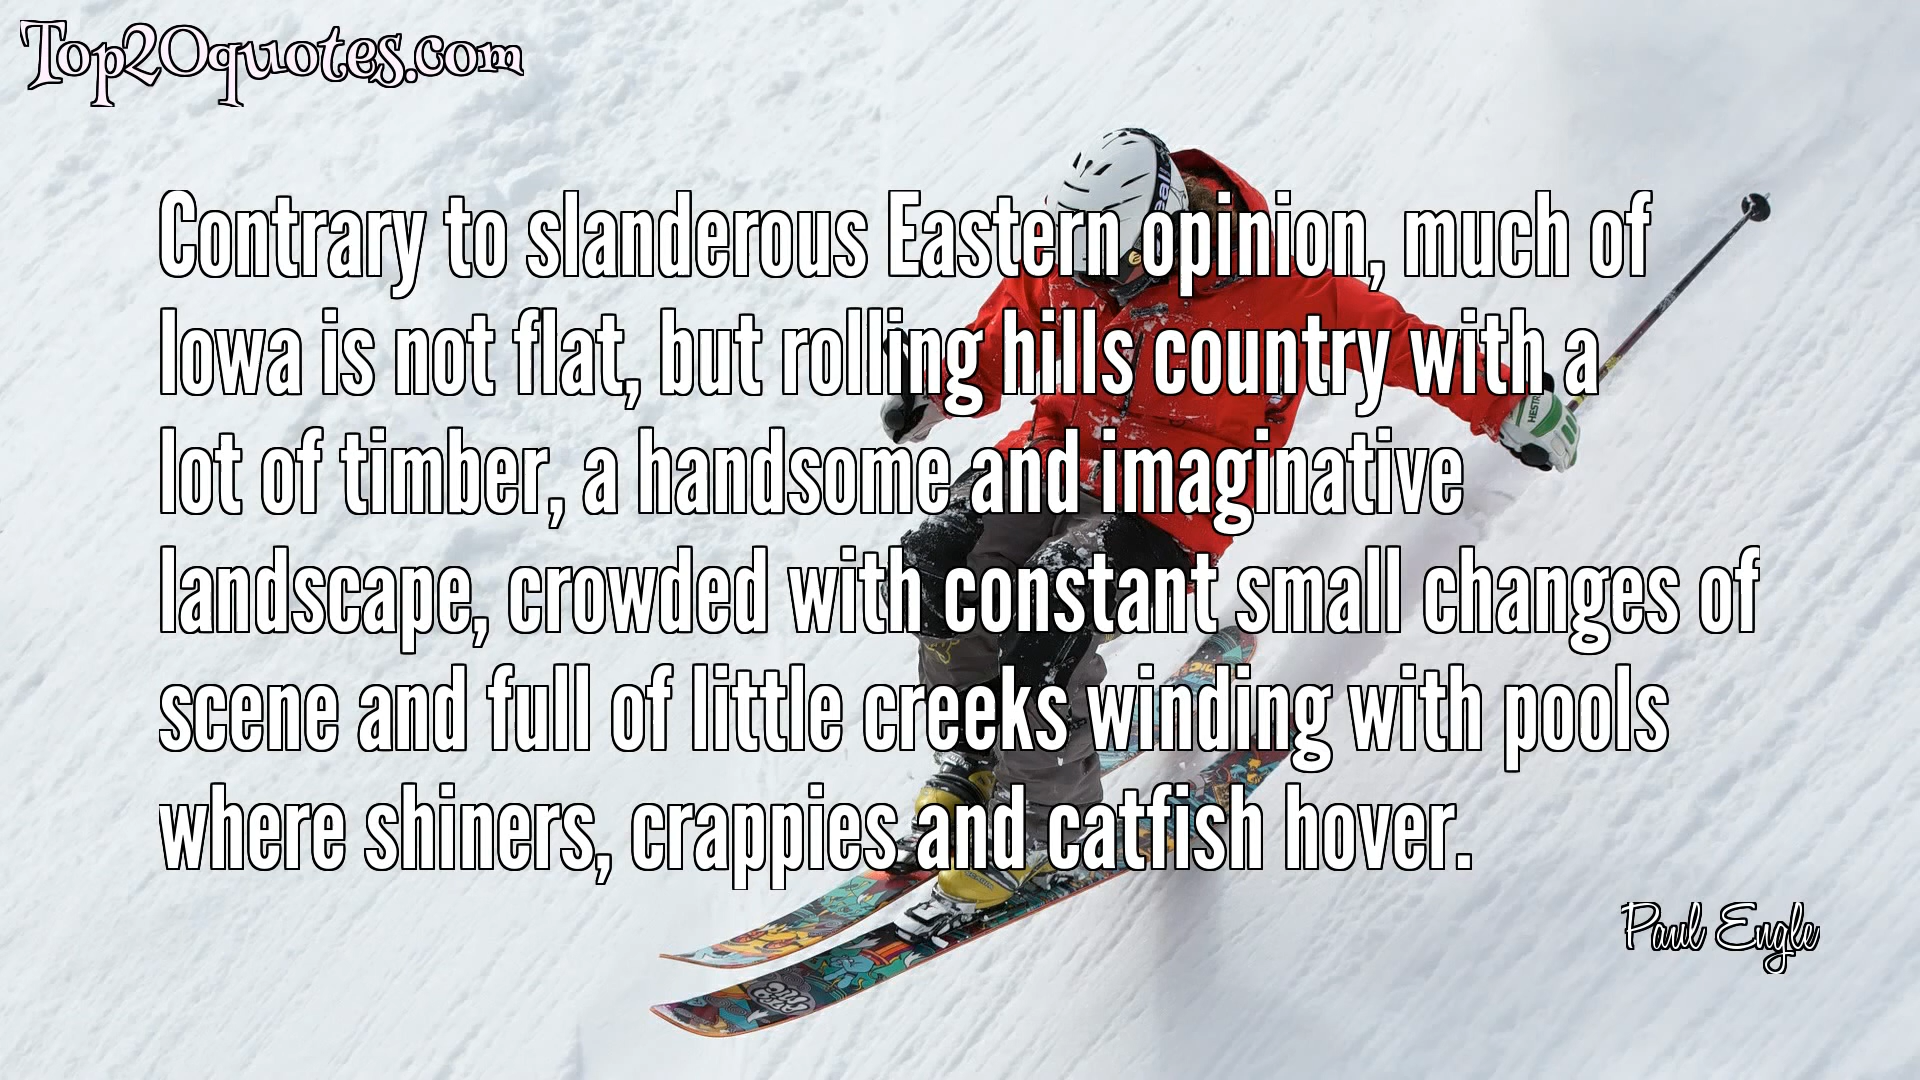 Top20quotes.com
Contrary to slanderous Eastern opinion, much of
Iowa is not flat, but rolling hills country with a
lot of timber, a handsome and imaginative
landscape, crowded with constant small changes of
scene and full of little creeks winding with pools
where shiners, crappies and catfish hover.
Paul Engle